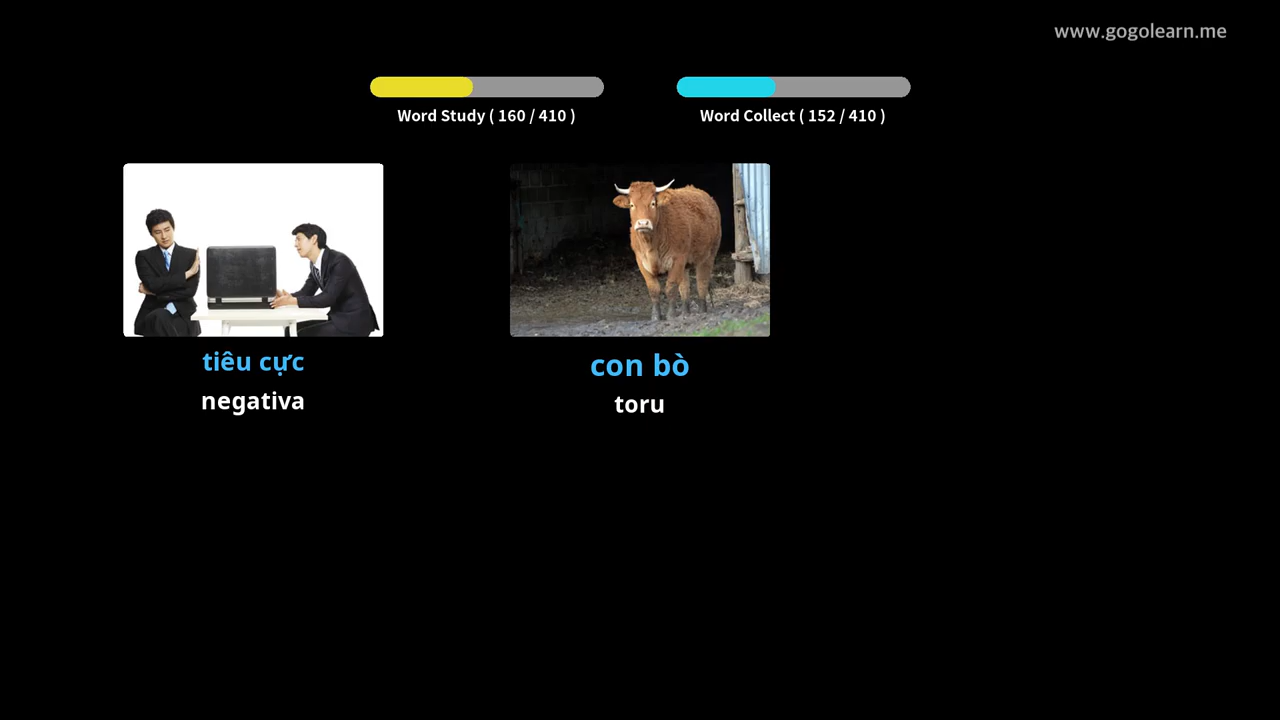 www.gogolearn.me
Word Study ( 160 / 410 )
Word Collect ( 152 / 410 )
tiêu cực
negativa
con bò
toru